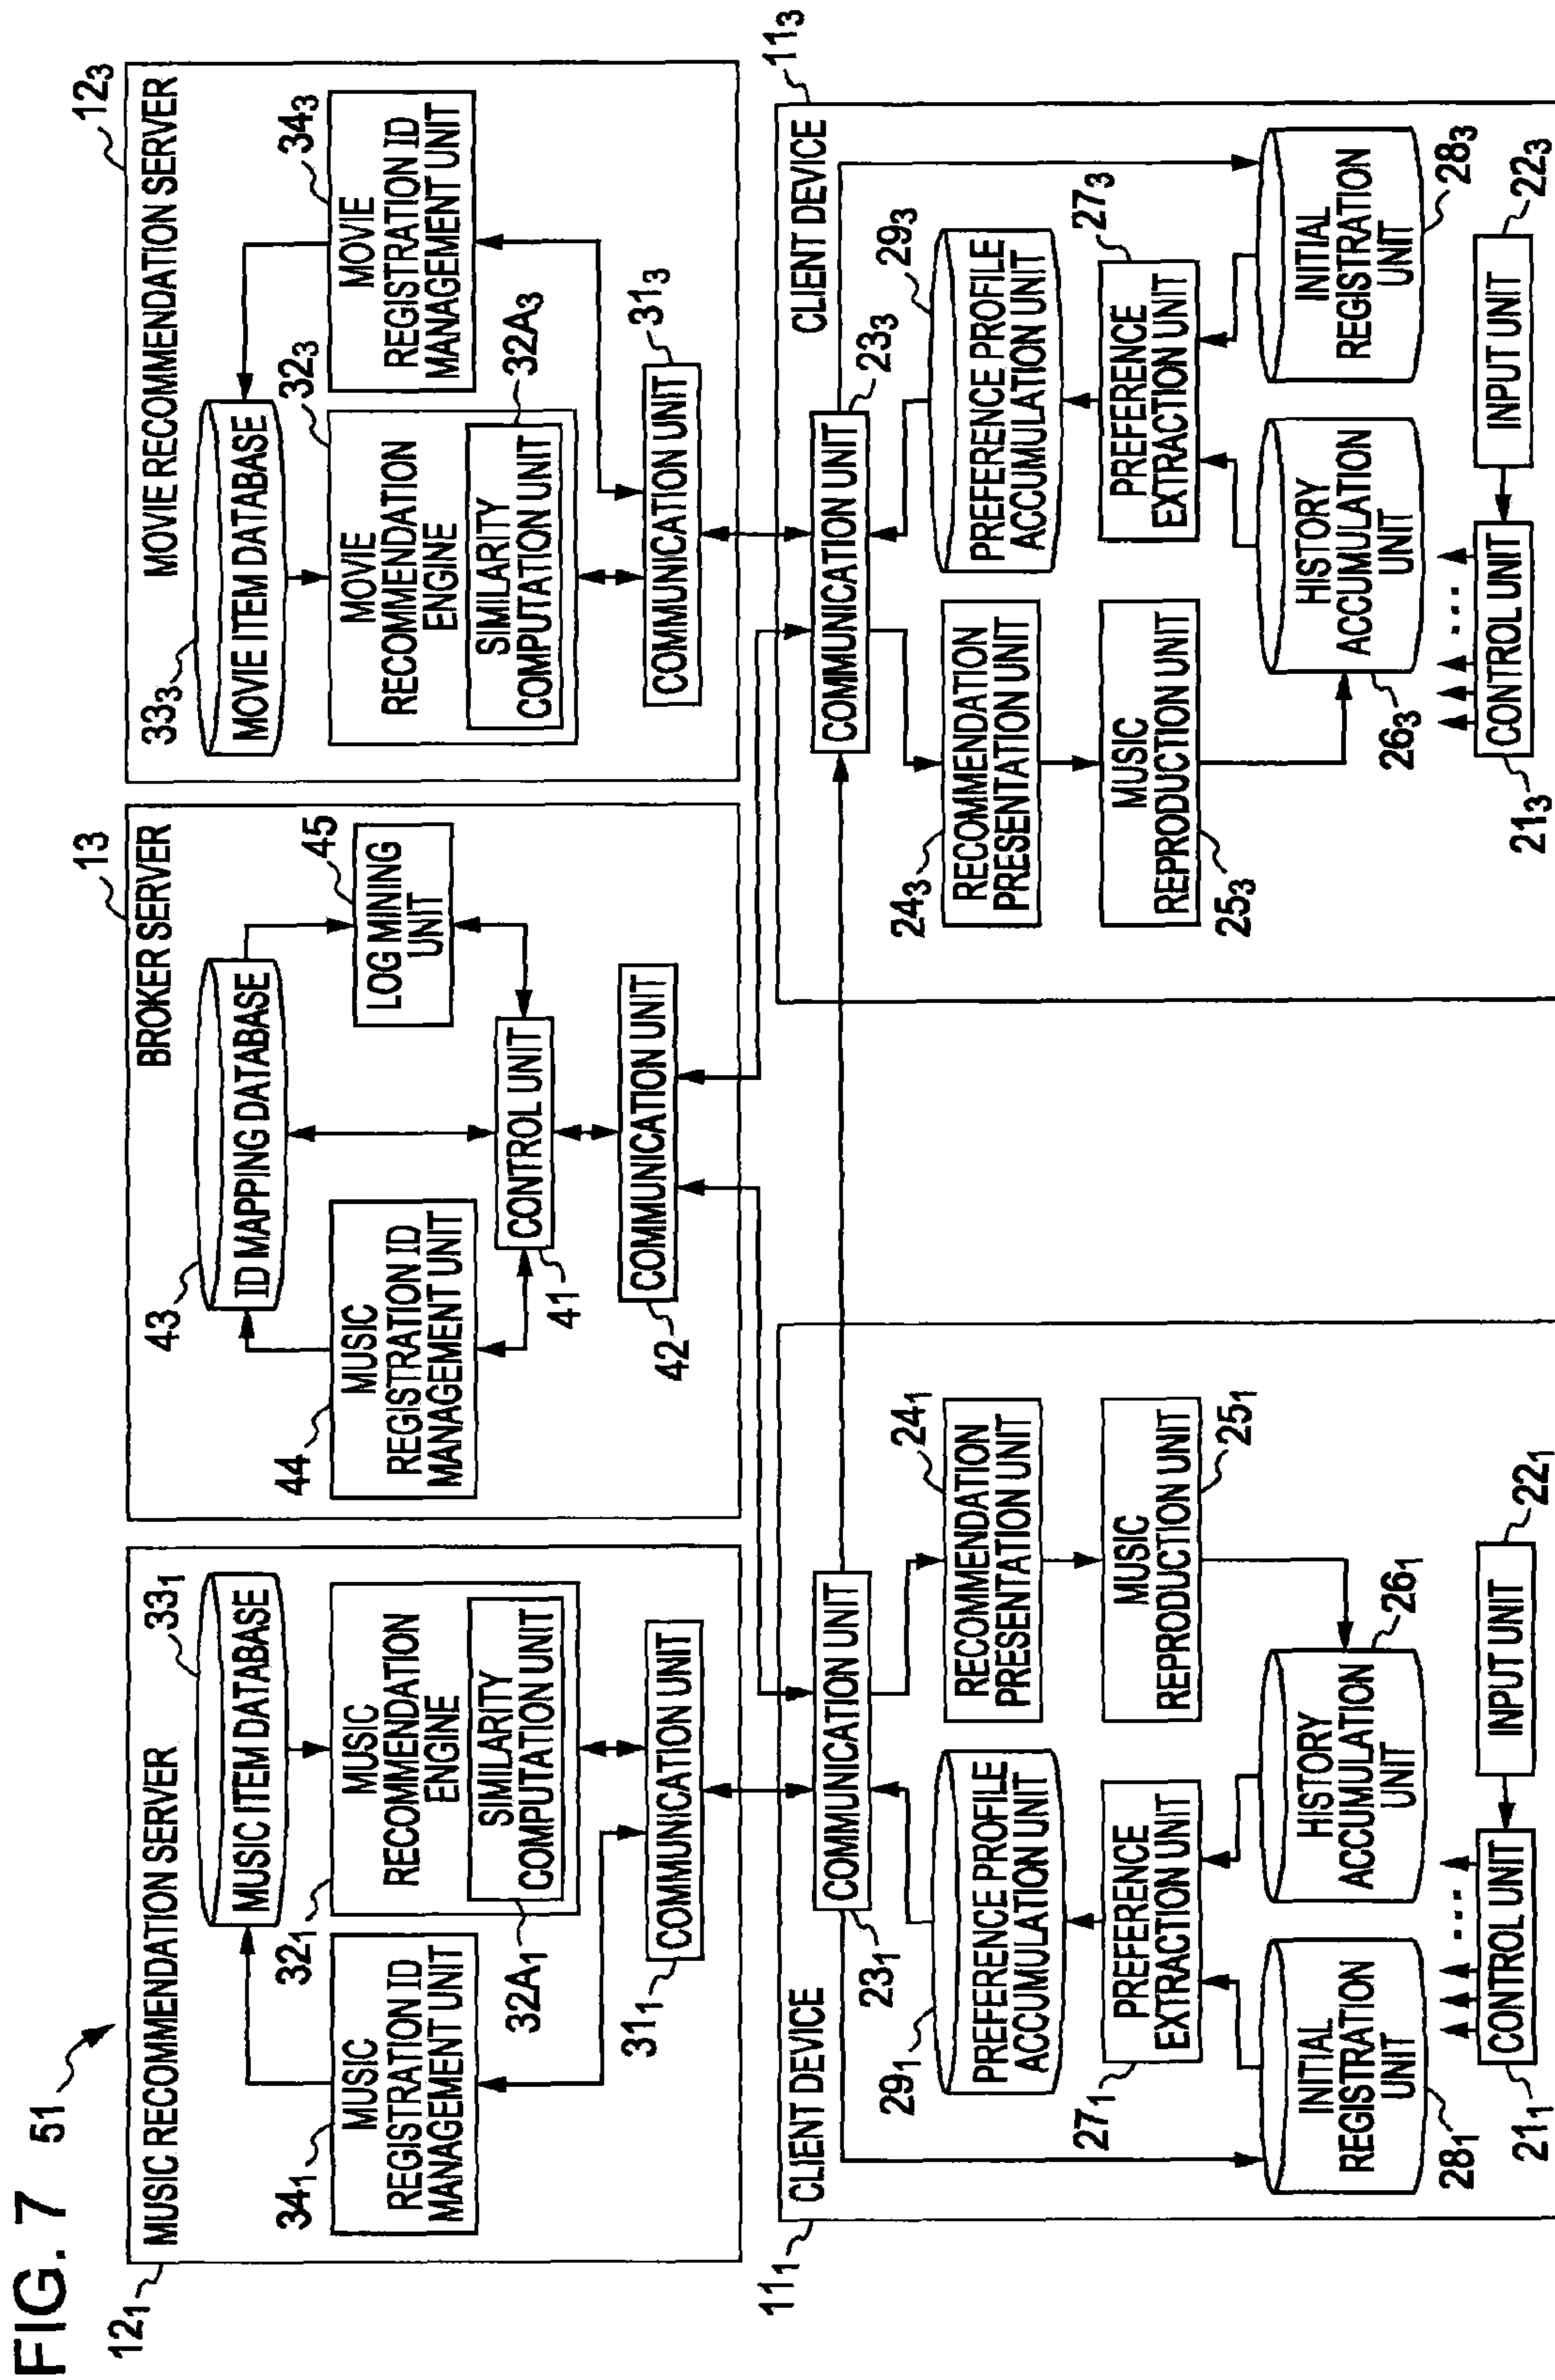 FIG. 7
51
MUSIC RECOMMENDATION SERVER
12₁
33₁
MUSIC ITEM DATABASE
34₁
MUSIC
REGISTRATION ID
MANAGEMENT UNIT
32₁
MUSIC
RECOMMENDATION
ENGINE
SIMILARITY
COMPUTATION UNIT
32A₁
COMMUNICATION UNIT
31₁
BROKER SERVER
13
43
ID MAPPING DATABASE
45
LOG MINING
UNIT
44
MUSIC
REGISTRATION ID
MANAGEMENT UNIT
CONTROL UNIT
41
COMMUNICATION UNIT
42
MOVIE RECOMMENDATION SERVER
12₃
33₃
MOVIE ITEM DATABASE
32₃
MOVIE
RECOMMENDATION
ENGINE
SIMILARITY
COMPUTATION UNIT
32A₃
MOVIE
REGISTRATION ID
MANAGEMENT UNIT
34₃
COMMUNICATION UNIT
31₃
CLIENT DEVICE
11₁
COMMUNICATION UNIT
23₁
29₁
PREFERENCE PROFILE
ACCUMULATION UNIT
RECOMMENDATION
PRESENTATION UNIT
24₁
27₁
PREFERENCE
EXTRACTION UNIT
MUSIC
REPRODUCTION UNIT
25₁
INITIAL
REGISTRATION
UNIT
28₁
HISTORY
ACCUMULATION
UNIT
26₁
CONTROL UNIT
21₁
INPUT UNIT
22₁
CLIENT DEVICE
11₃
COMMUNICATION UNIT
23₃
24₃
RECOMMENDATION
PRESENTATION UNIT
PREFERENCE PROFILE
ACCUMULATION UNIT
29₃
MUSIC
REPRODUCTION UNIT
25₃
PREFERENCE
EXTRACTION UNIT
27₃
HISTORY
ACCUMULATION
UNIT
26₃
INITIAL
REGISTRATION
UNIT
28₃
CONTROL UNIT
21₃
INPUT UNIT
22₃